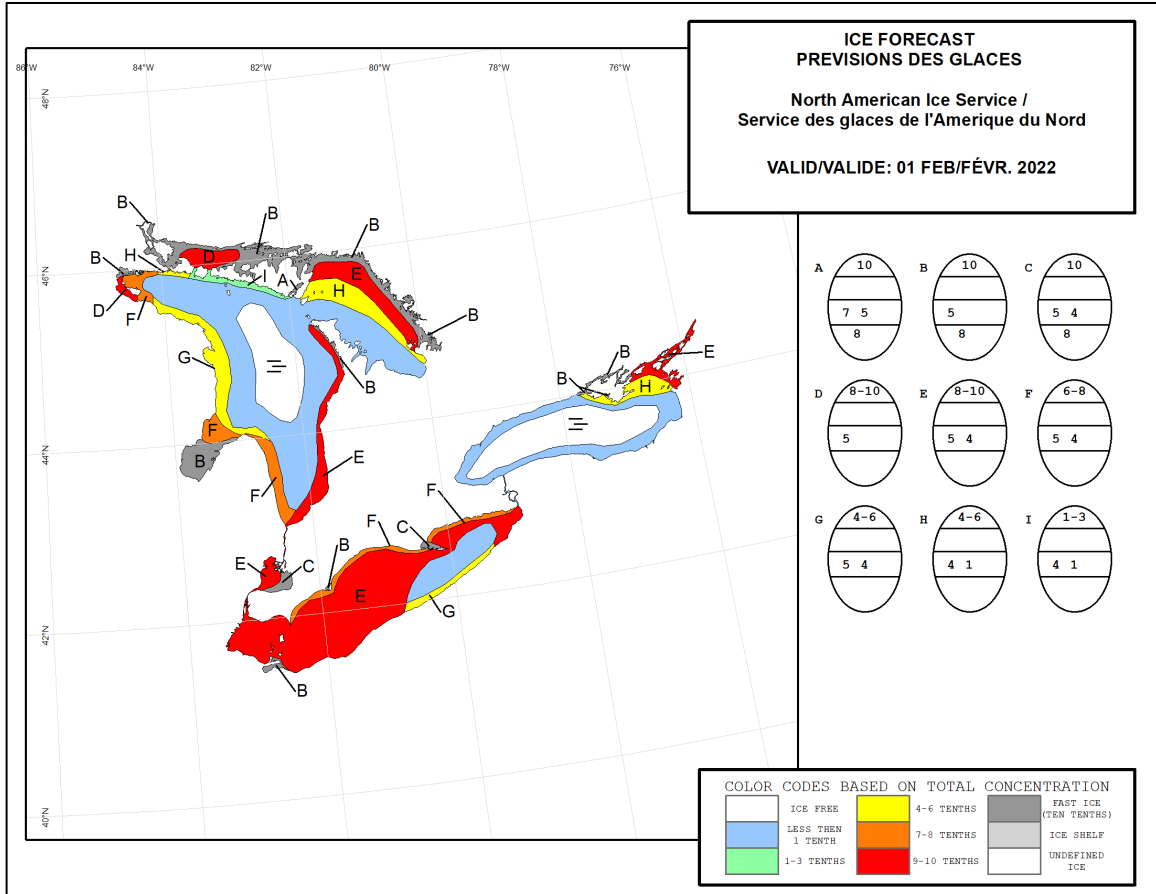 ICE FORECAST
PREVISIONS DES GLACES
North American Ice Service /
Service des glaces de l'Amerique du Nord
VALID/VALIDE: 01 FEB/FÉVR. 2022
86°W 84°W 82°W 80°W 78°W 76°W
48°N
46°N
44°N
42°N
40°N
B
B
B
B
H
D
I
A
E
H
D
F
B
G
B
B
E
B
H
F
B
F
E
F
F
C
B
E
C
E
G
B
A 10 B 10 C 10
7 5 5 5 4
8 8 8
D 8-10 E 8-10 F 6-8
5 5 4 5 4
G 4-6 H 4-6 I 1-3
5 4 4 1 4 1
COLOR CODES BASED ON TOTAL CONCENTRATION
ICE FREE
LESS THEN
1 TENTH
1-3 TENTHS
4-6 TENTHS
7-8 TENTHS
9-10 TENTHS
FAST ICE
(TEN TENTHS)
ICE SHELF
UNDEFINED
ICE